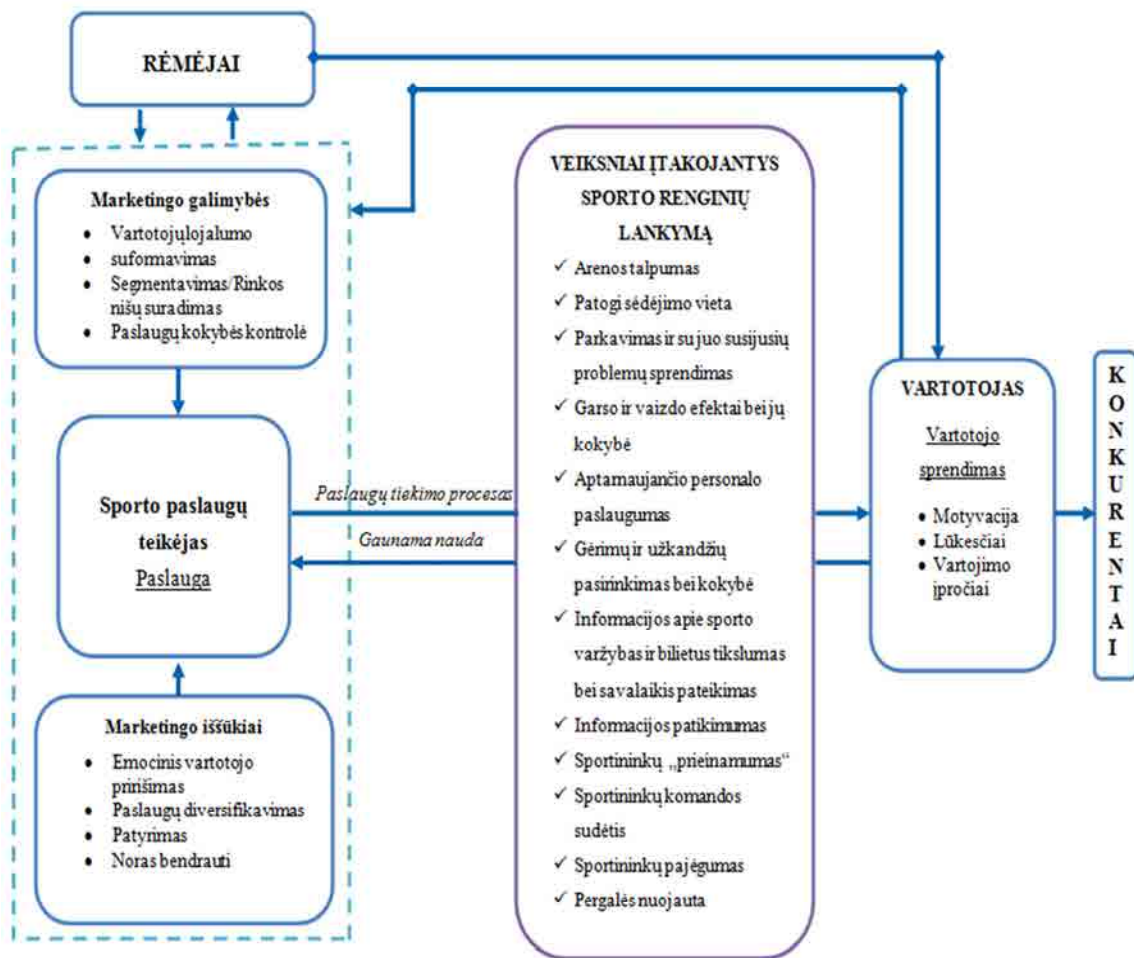 RĖMĖJAI
Marketingo galimybės
• Vartotojų lojalumo
• suformavimas
• Segmentavimas/Rinkos
nišų suradimas
• Paslaugų kokybės kontrolė
Sporto paslaugų
teikėjas
Paslauga
Marketingo iššūkiai
• Emocinis vartotojo
pririšimas
• Paslaugų diversifikavimas
• Patyrimas
• Noras bendrauti
Paslaugų tiekimo procesas
Gaunama nauda
VEIKSNIAI ĮTAKOJANTYS
SPORTO RENGINIŲ
LANKYMĄ
✓ Arenos talpumas
✓ Patogi sėdėjimo vieta
✓ Parkavimas ir su juo susijusių
problemų sprendimas
✓ Garso ir vaizdo efektai bei jų
kokybė
✓ Aptarnaujančio personalo
paslaugumas
✓ Gėrimų ir užkandžių
pasirinkimas bei kokybė
✓ Informacijos apie sporto
varžybas ir bilietus tikslumas
bei savalaikis pateikimas
✓ Informacijos patikimumas
✓ Sportininkų „prieinamumas“
✓ Sportininkų komandos
sudėtis
✓ Sportininkų pajėgumas
✓ Pergalės nuojauta
VARTOTOJAS
Vartotojo
sprendimas
• Motyvacija
• Lūkesčiai
• Vartojimo
įpročiai
KONKURENTAI